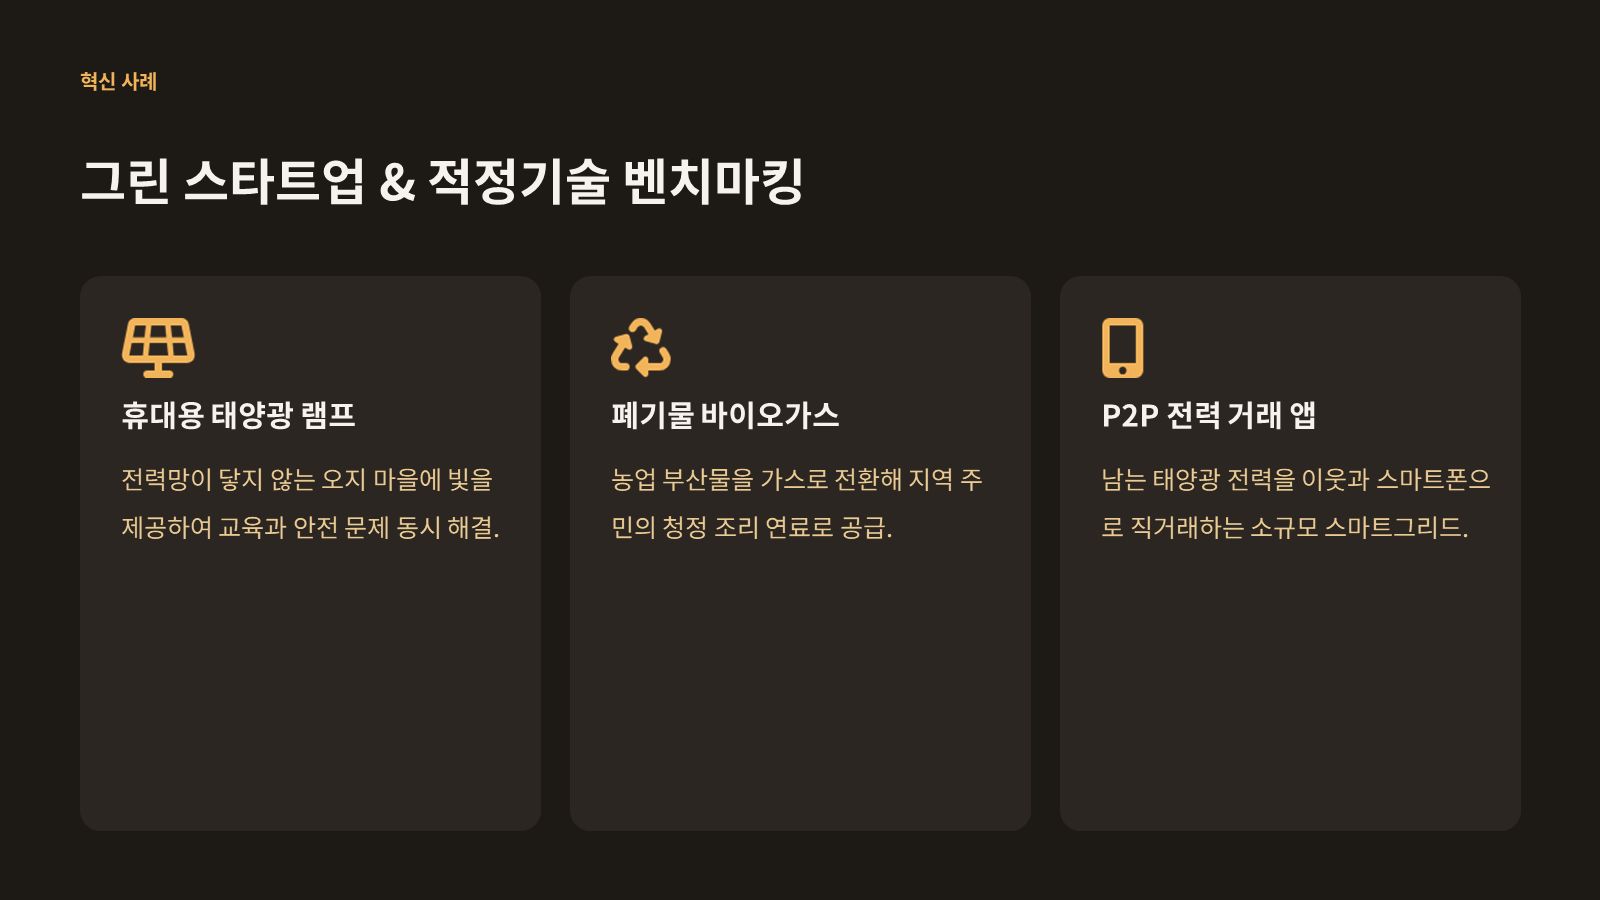 혁신 사례
그린 스타트업 & 적정기술 벤치마킹
휴대용 태양광 램프
전력망이 닿지 않는 오지 마을에 빛을
제공하여 교육과 안전 문제 동시 해결.
폐기물 바이오가스
농업 부산물을 가스로 전환해 지역 주
민의 청정 조리 연료로 공급.
P2P 전력 거래 앱
남는 태양광 전력을 이웃과 스마트폰으
로 직거래하는 소규모 스마트그리드.